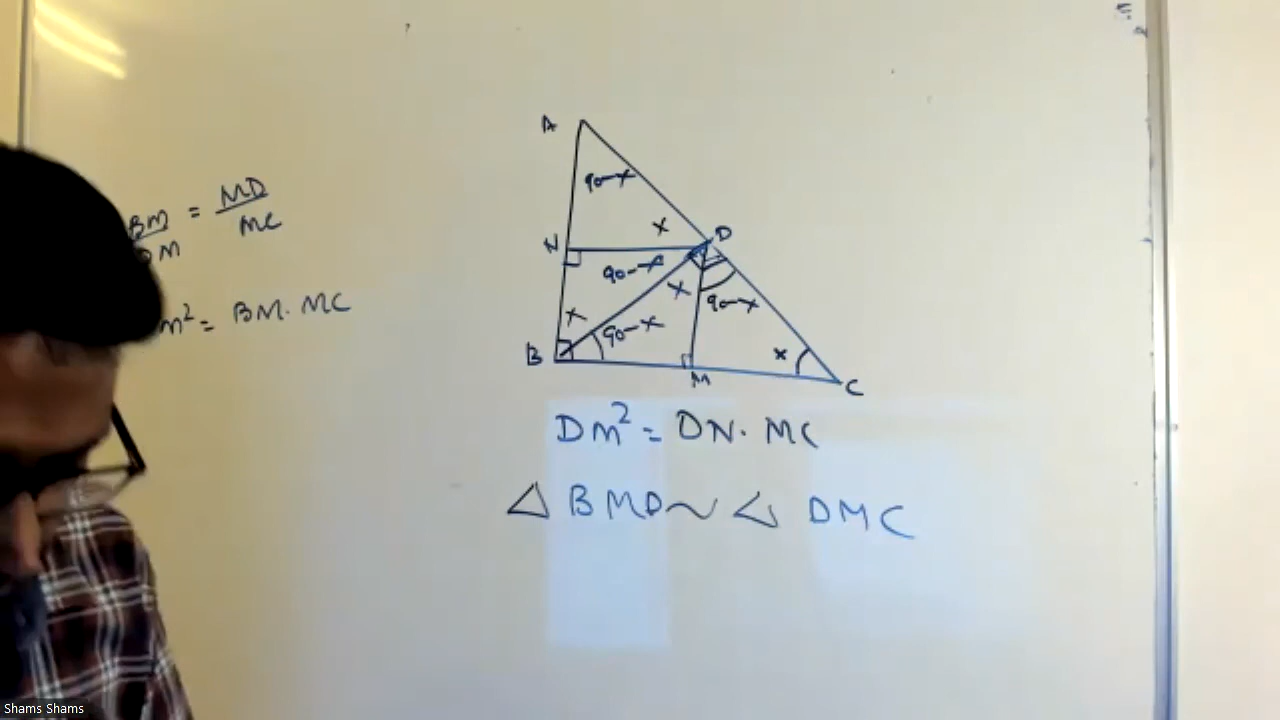 BM = MD
M MC
m² = BM. MC
A
90-x
x
N
D
90-x
x
90-x
x
90-x
x
B
M
C
Dm² = DN. MC
△ BMD ~ △ DMC
Shams Shams